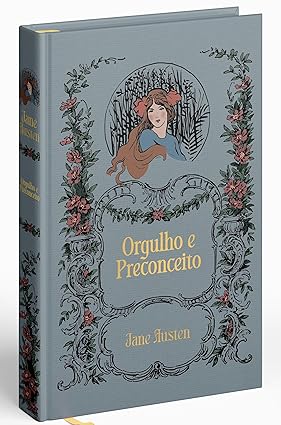 Jane
Austen
Orgulho e
Preconceito
Orgulho e
Preconceito
Jane Austen